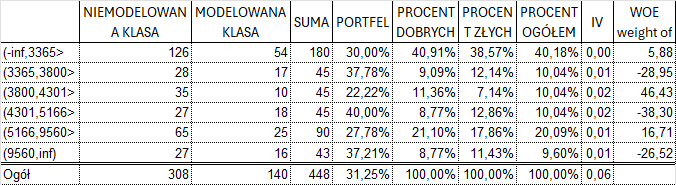 NIEMODELOWAN MODELOWANA PROCENT PROCEN PROCENT WOE
A KLASA KLASA SUMA PORTFEL DOBRYCH T ZŁYCH OGÓŁEM IV weight of
(-inf,3365> 126 54 180 30,00% 40,91% 38,57% 40,18% 0,00 5,88
(3365,3800> 28 17 45 37,78% 9,09% 12,14% 10,04% 0,01 -28,95
(3800,4301> 35 10 45 22,22% 11,36% 7,14% 10,04% 0,02 46,43
(4301,5166> 27 18 45 40,00% 8,77% 12,86% 10,04% 0,02 -38,30
(5166,9560> 65 25 90 27,78% 21,10% 17,86% 20,09% 0,01 16,71
(9560,inf) 27 16 43 37,21% 8,77% 11,43% 9,60% 0,01 -26,52
Ogół 308 140 448 31,25% 100,00% 100,00% 100,00% 0,06